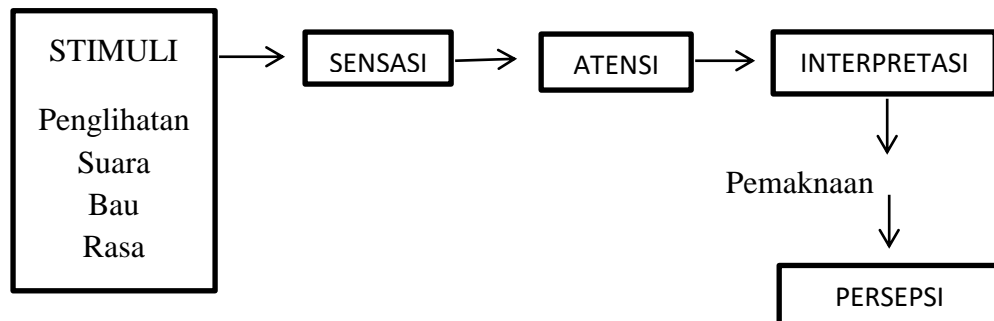 STIMULI
Penglihatan
Suara
Bau
Rasa
SENSASI
ATENSI
INTERPRETASI
Pemaknaan
PERSEPSI